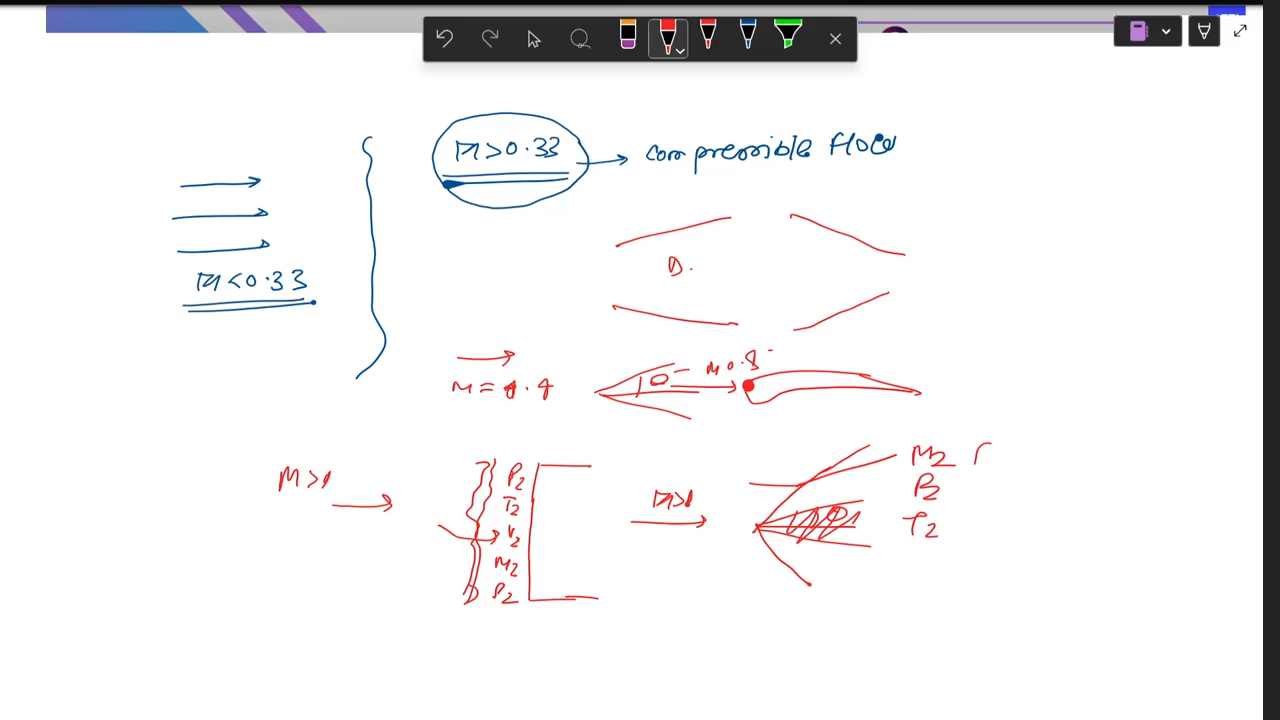 M>0.33 → compressible flow
M<0.33
D.
M = 1.4
M 0.8
M>1
P2
T2
V2
M2
P2
M>1
M2
P2
T2